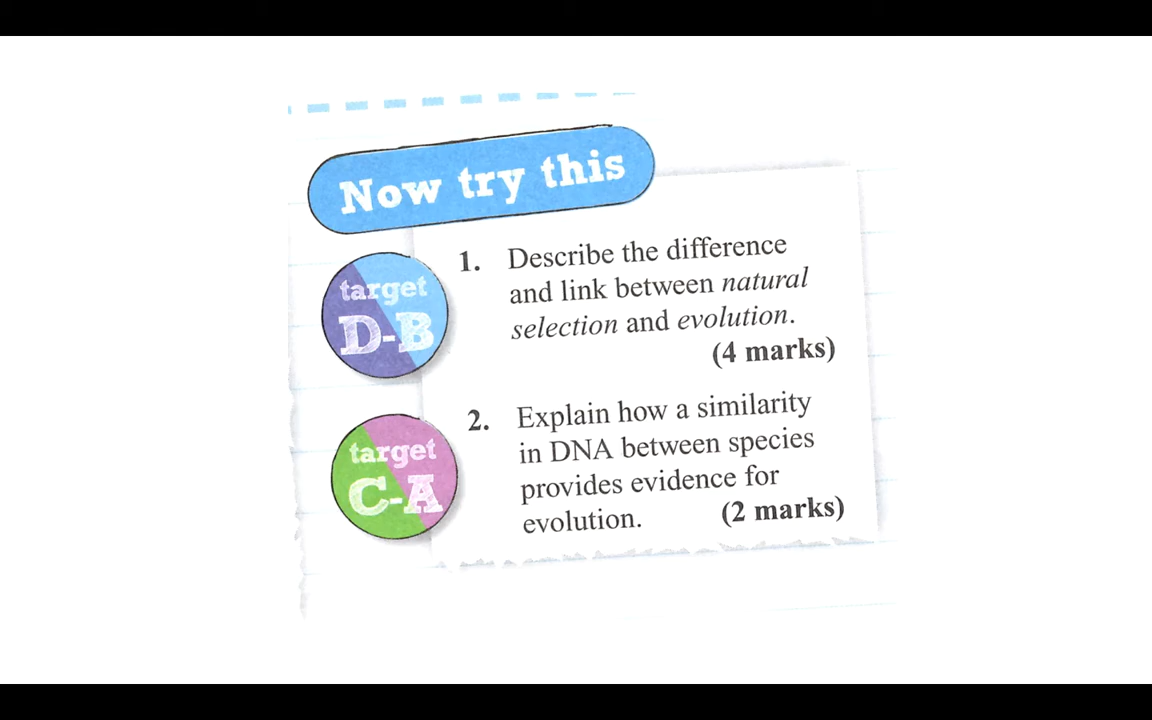 Now try this
target
D-B
1. Describe the difference
and link between natural
selection and evolution.
(4 marks)
target
C-A
2. Explain how a similarity
in DNA between species
provides evidence for
evolution. (2 marks)